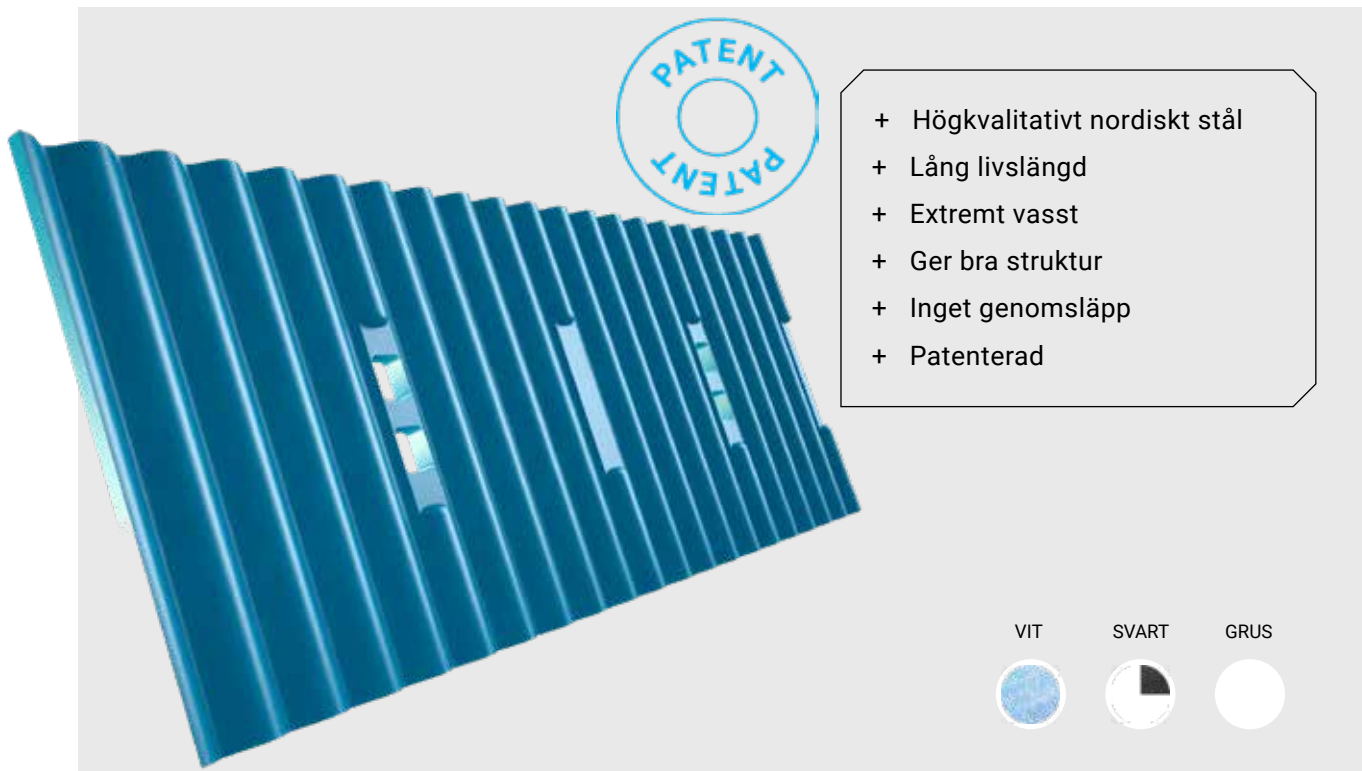 PATENT
PATENT
+ Högkvalitativt nordiskt stål
+ Lång livslängd
+ Extremt vasst
+ Ger bra struktur
+ Inget genomsläpp
+ Patenterad
VIT SVART GRUS